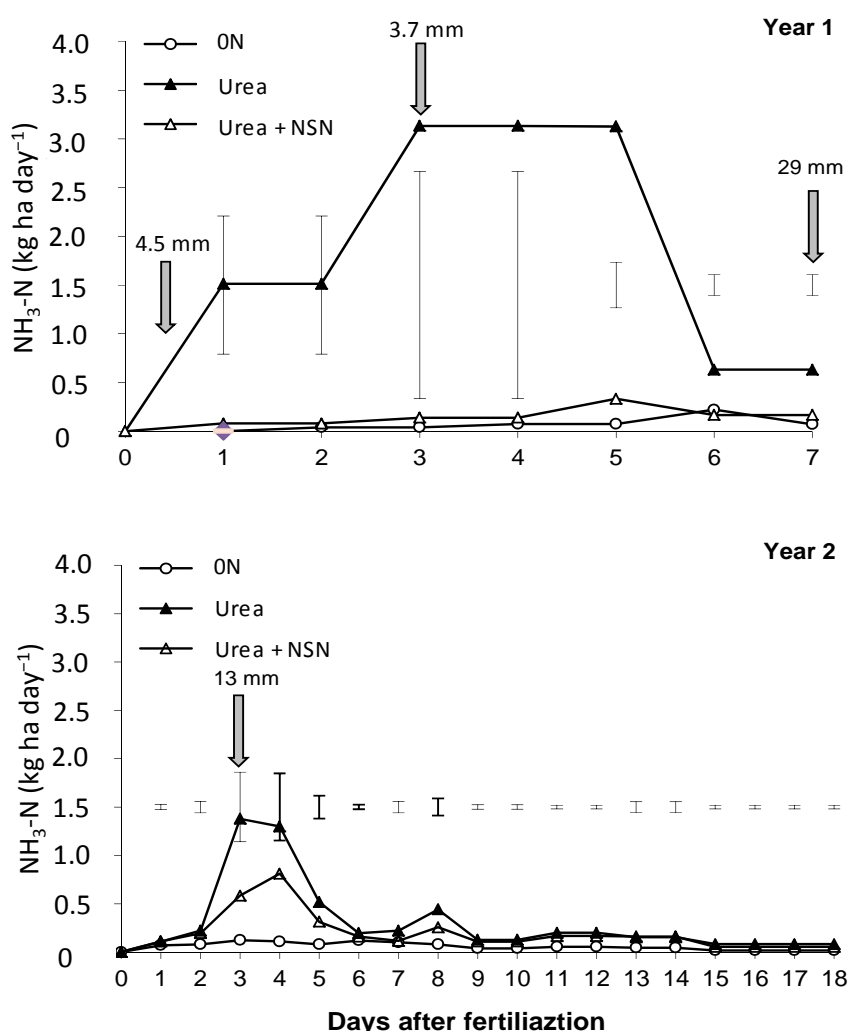 Year 1
NH₃-N (kg ha day⁻¹)
4.0
3.5
3.0
2.5
2.0
1.5
1.0
0.5
0
0N
Urea
Urea + NSN
4.5 mm
3.7 mm
29 mm
0 1 2 3 4 5 6 7
Year 2
NH₃-N (kg ha day⁻¹)
4.0
3.5
3.0
2.5
2.0
1.5
1.0
0.5
0
0N
Urea
Urea + NSN
13 mm
0 1 2 3 4 5 6 7 8 9 10 11 12 13 14 15 16 17 18
Days after fertiliaztion